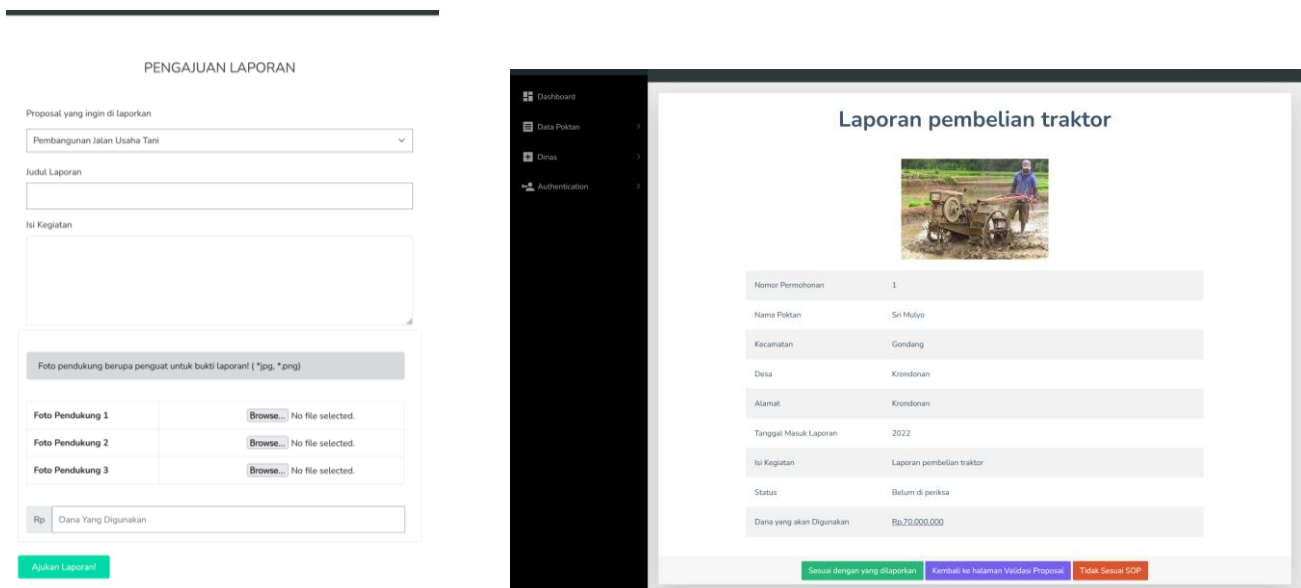 PENGAJUAN LAPORAN
Proposal yang ingin di laporkan
Pembangunan Jalan Usaha Tani
Judul Laporan
Isi Kegiatan
Foto pendukung berupa penguat untuk bukti laporan! ( *jpg, *png)
Foto Pendukung 1 Browse... No file selected.
Foto Pendukung 2 Browse... No file selected.
Foto Pendukung 3 Browse... No file selected.
Rp Dana Yang Digunakan
Ajukan Laporan!
Dashboard
Data Poktan
Dinas
Authentication
Laporan pembelian traktor
Nomor Permohonan 1
Nama Poktan Sri Mulyo
Kecamatan Gondang
Desa Krondonan
Alamat Krondonan
Tanggal Masuk Laporan 2022
Isi Kegiatan Laporan pembelian traktor
Status Belum di periksa
Dana yang akan Digunakan Rp.70.000.000
Sesuai dengan yang dilaporkan Kembali ke halaman Validasi Proposal Tidak Sesuai SOP